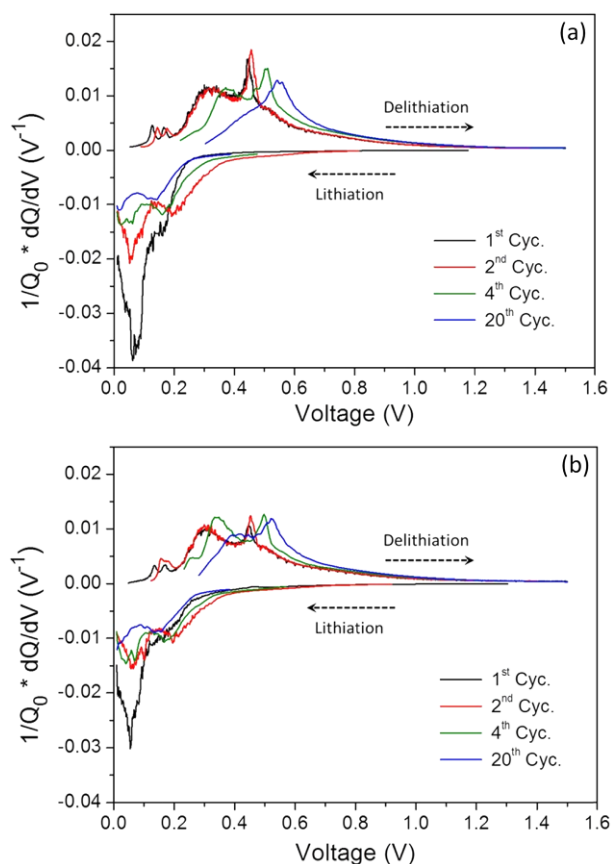 (a)
1/Q₀ * dQ/dV (V⁻¹)
0.02
0.01
0.00
-0.01
-0.02
-0.03
-0.04
Delithiation
Lithiation
1ˢᵗ Cyc.
2ⁿᵈ Cyc.
4ᵗʰ Cyc.
20ᵗʰ Cyc.
0.0 0.2 0.4 0.6 0.8 1.0 1.2 1.4 1.6
Voltage (V)
(b)
1/Q₀ * dQ/dV (V⁻¹)
0.02
0.01
0.00
-0.01
-0.02
-0.03
-0.04
Delithiation
Lithiation
1ˢᵗ Cyc.
2ⁿᵈ Cyc.
4ᵗʰ Cyc.
20ᵗʰ Cyc.
0.0 0.2 0.4 0.6 0.8 1.0 1.2 1.4 1.6
Voltage (V)